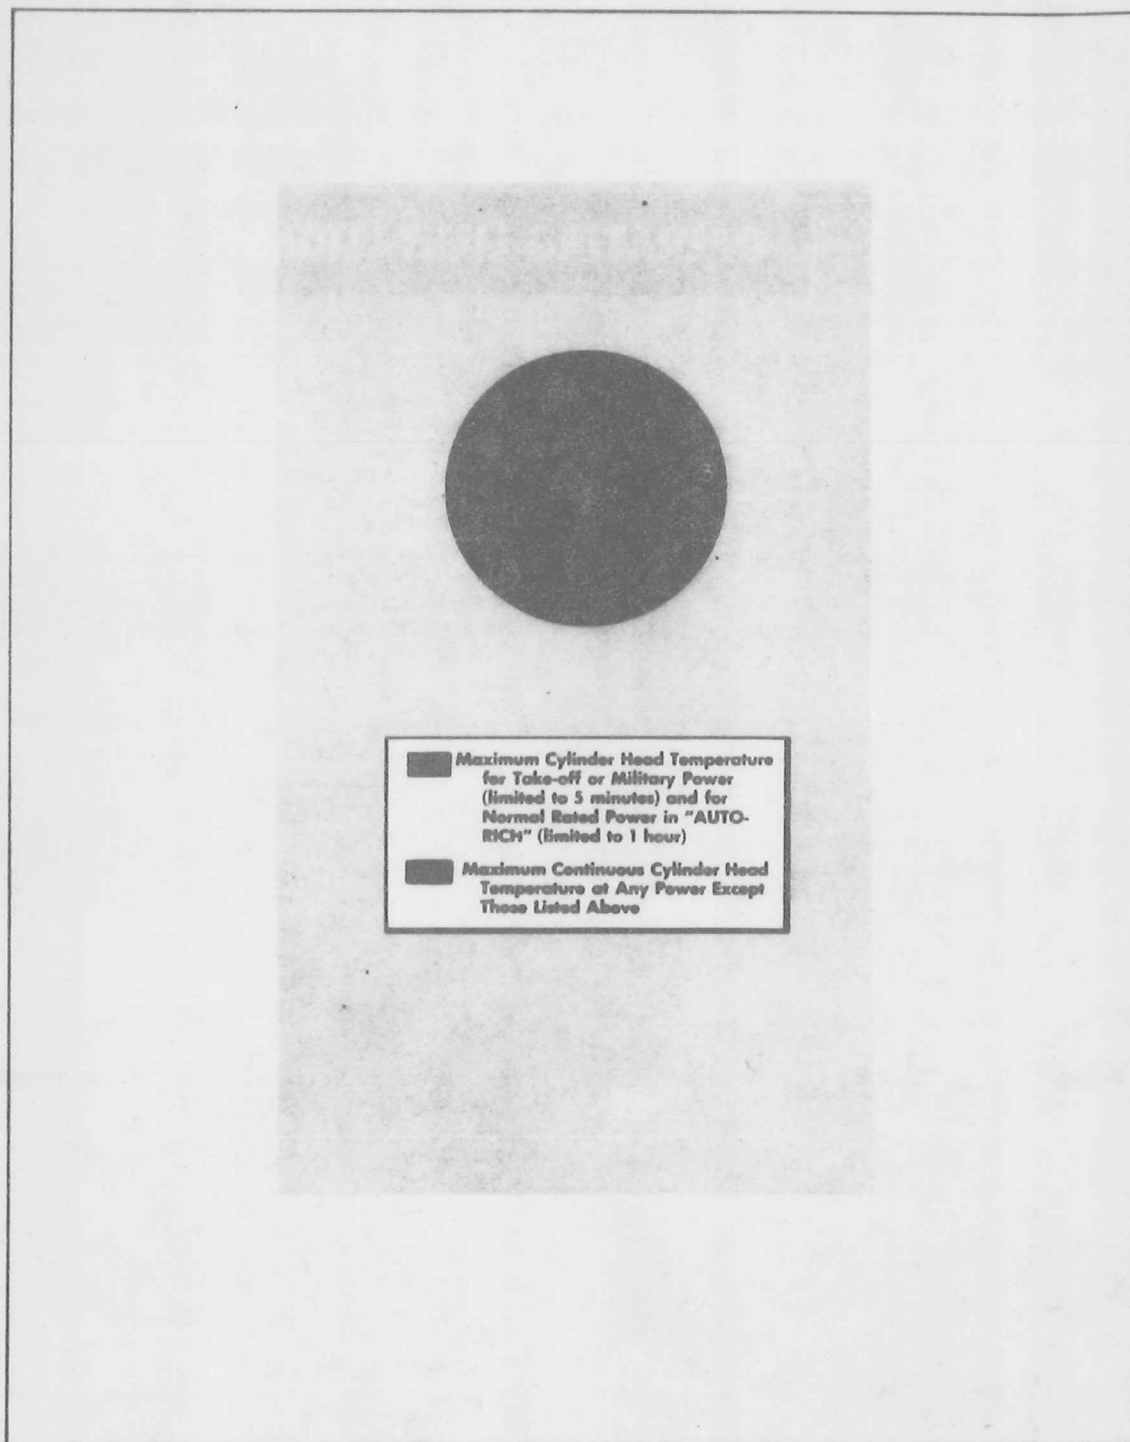 Maximum Cylinder Head Temperature
for Take-off or Military Power
(limited to 5 minutes) and for
Normal Rated Power in "AUTO-
RICH" (limited to 1 hour)
Maximum Continuous Cylinder Head
Temperature at Any Power Except
Those Listed Above